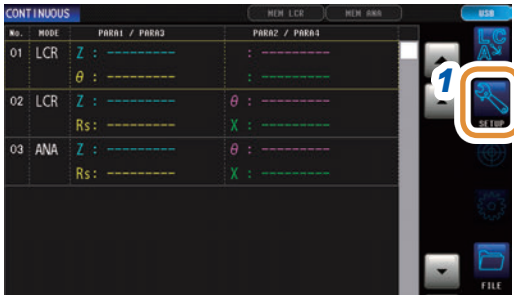 CONTINUOUS MEM LCR MEM ANA USB
No. MODE PARA1 / PARA3 PARA2 / PARA4
01 LCR Z : --------- : ---------
θ : --------- : ---------
02 LCR Z : --------- θ : ---------
Rs: --------- X : ---------
03 ANA Z : --------- θ : ---------
Rs: --------- X : ---------
LC
A
1
SETUP
FILE